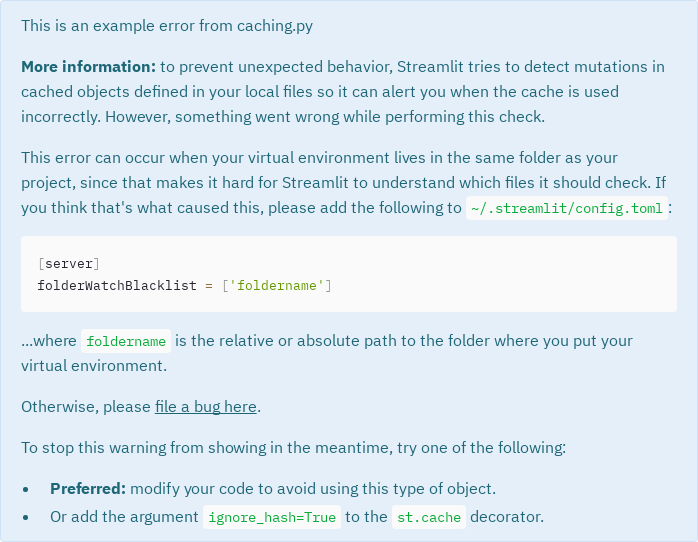 This is an example error from caching.py
More information: to prevent unexpected behavior, Streamlit tries to detect mutations in
cached objects defined in your local files so it can alert you when the cache is used
incorrectly. However, something went wrong while performing this check.
This error can occur when your virtual environment lives in the same folder as your
project, since that makes it hard for Streamlit to understand which files it should check. If
you think that's what caused this, please add the following to ~/.streamlit/config.toml:
[server]
folderWatchBlacklist = ['foldername']
...where foldername is the relative or absolute path to the folder where you put your
virtual environment.
Otherwise, please file a bug here.
To stop this warning from showing in the meantime, try one of the following:
• Preferred: modify your code to avoid using this type of object.
• Or add the argument ignore_hash=True to the st.cache decorator.